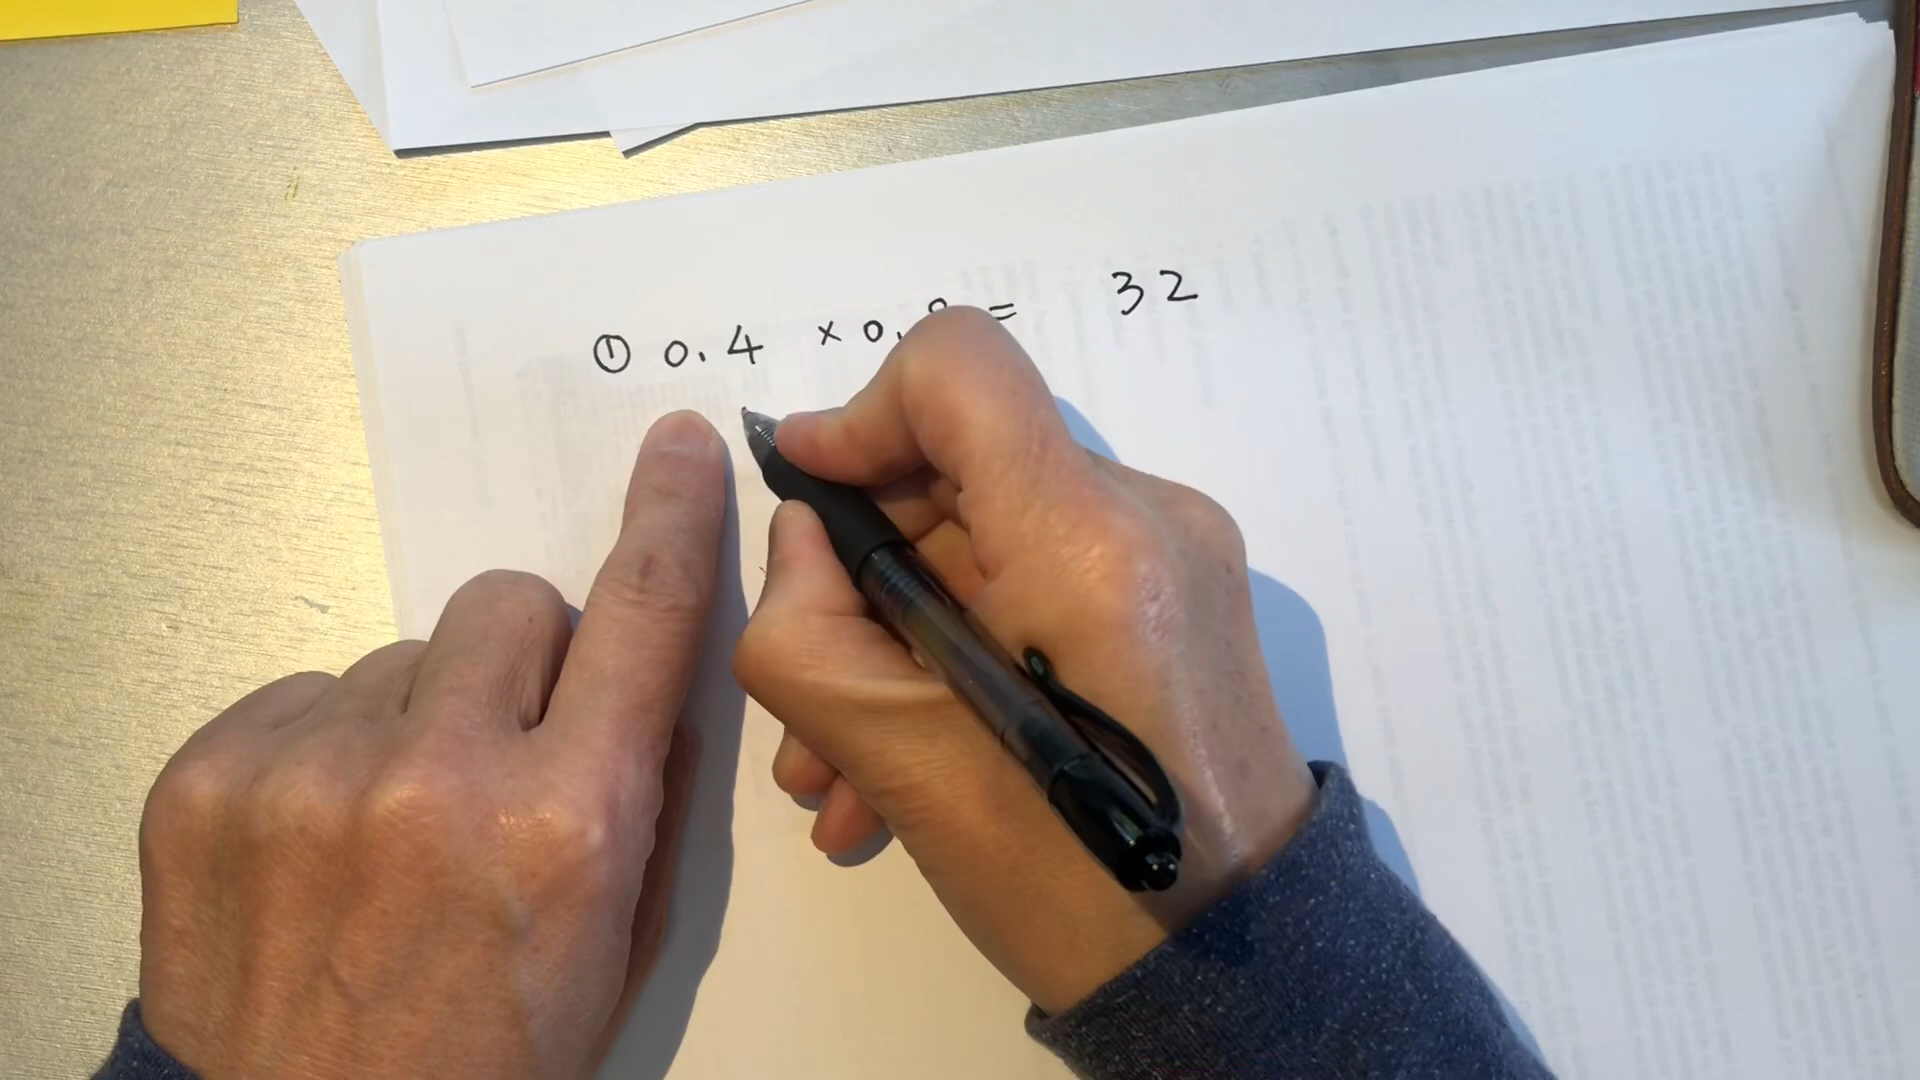 ① 0.4 × 0. = 32